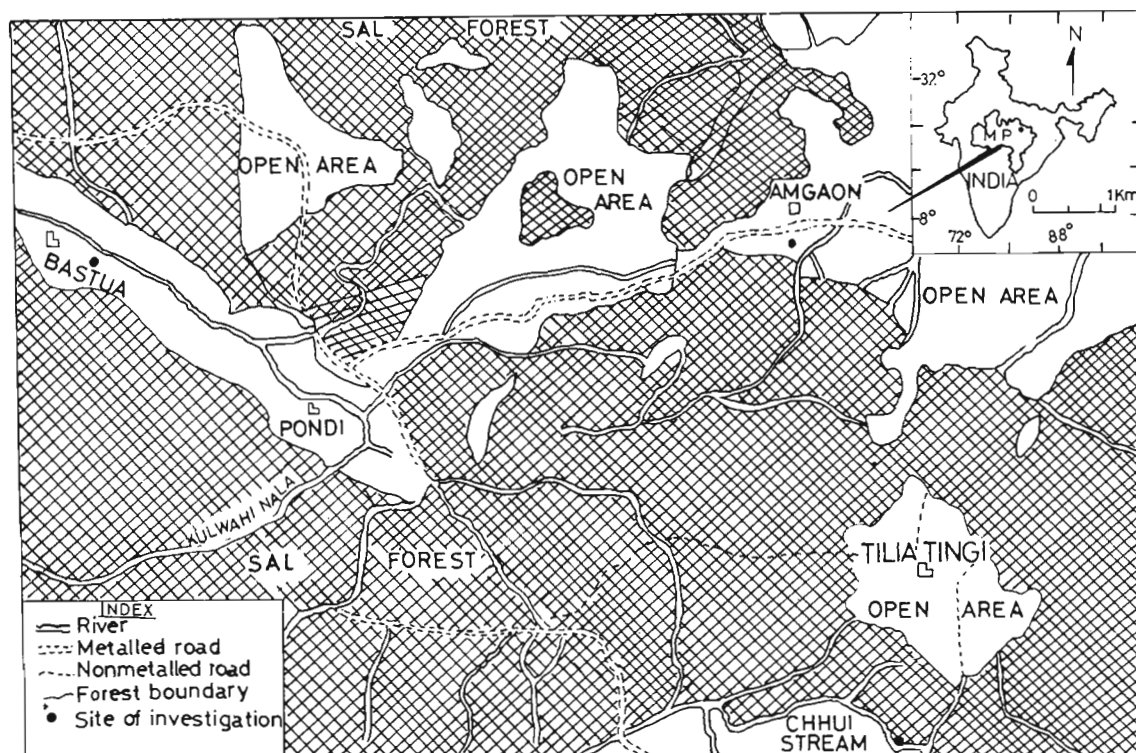 SAL FOREST
N
32°
M.P.
INDIA
0 1Km
8°
72° 88°
OPEN AREA
OPEN
AREA
AMGAON
BASTUA
OPEN AREA
PONDI
KULWAHI NALA
SAL FOREST
TILIA TINGI
OPEN AREA
INDEX
River
Metalled road
Nonmetalled road
Forest boundary
Site of investigation
CHHUI
STREAM